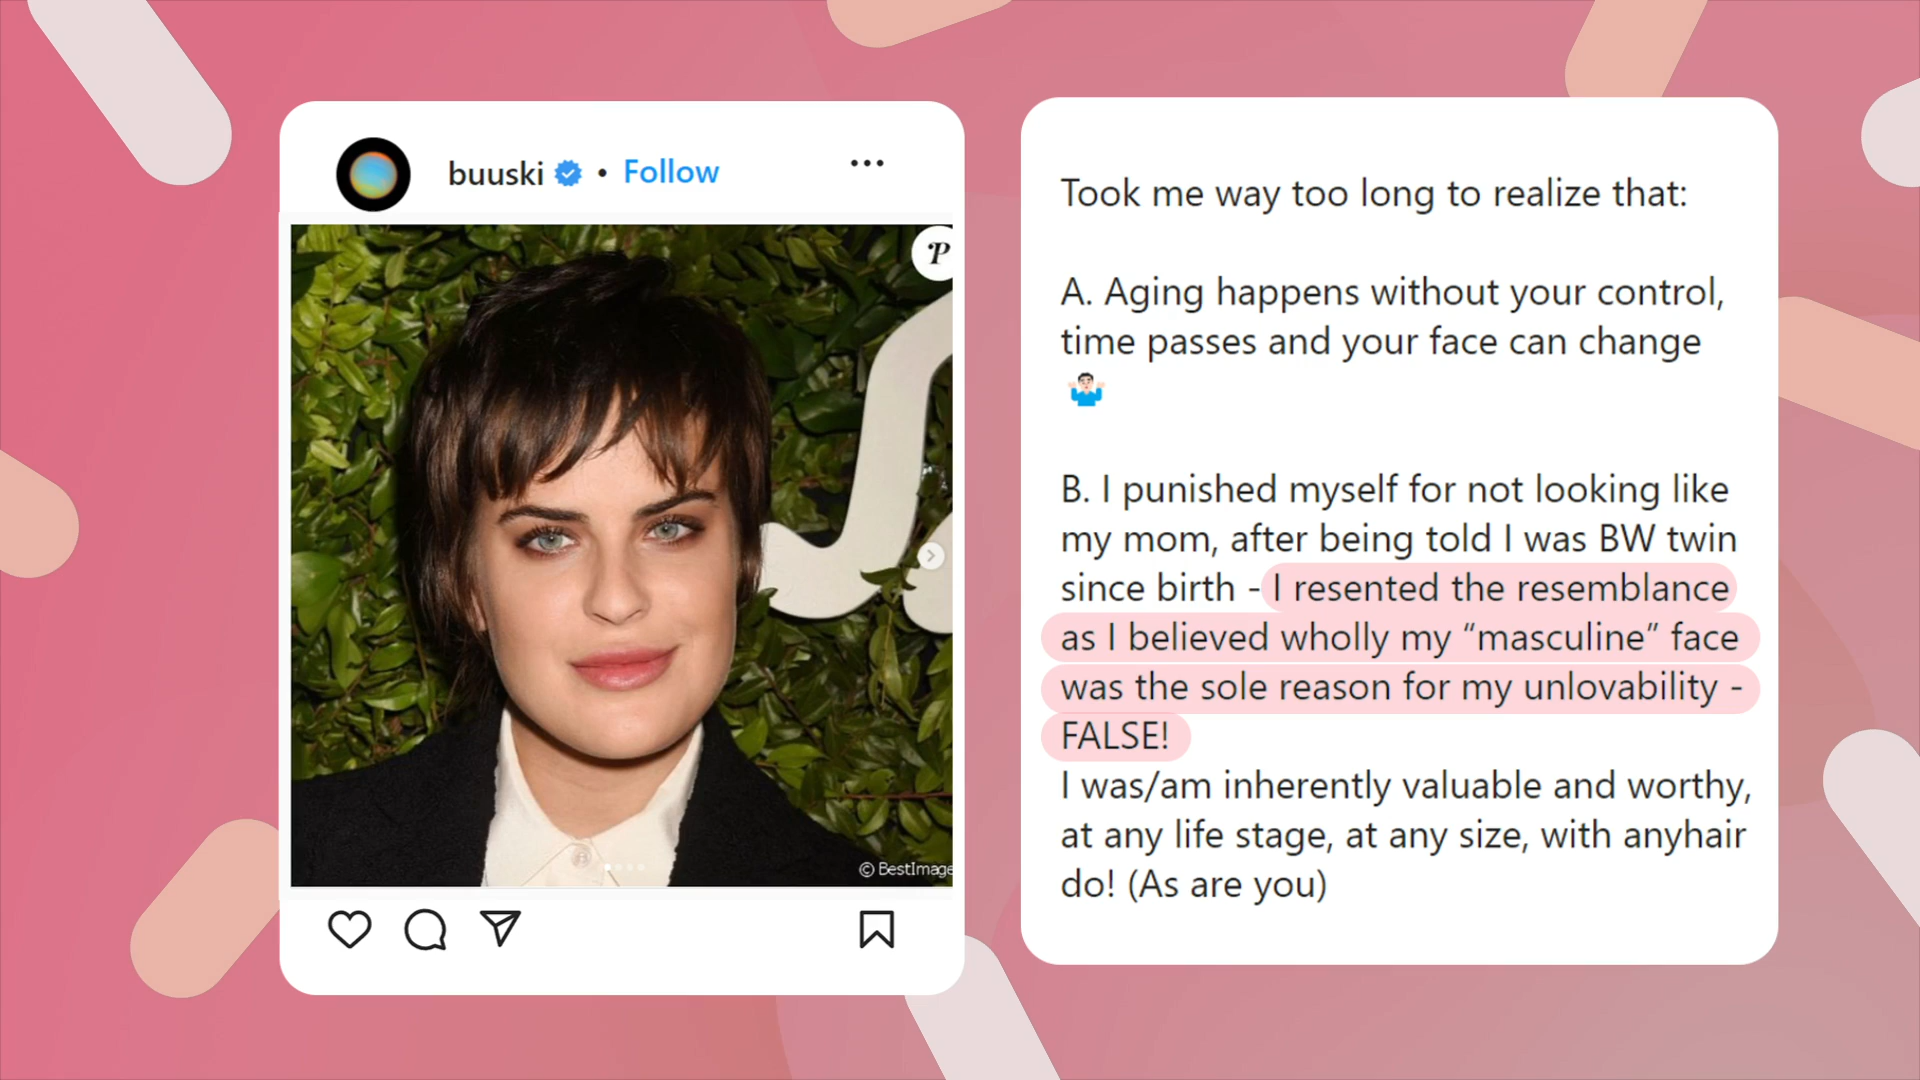 buuski • Follow
P
© BestImage
Took me way too long to realize that:
A. Aging happens without your control,
time passes and your face can change
🤷🏻‍♂️
B. I punished myself for not looking like
my mom, after being told I was BW twin
since birth - I resented the resemblance
as I believed wholly my “masculine” face
was the sole reason for my unlovability -
FALSE!
I was/am inherently valuable and worthy,
at any life stage, at any size, with anyhair
do! (As are you)